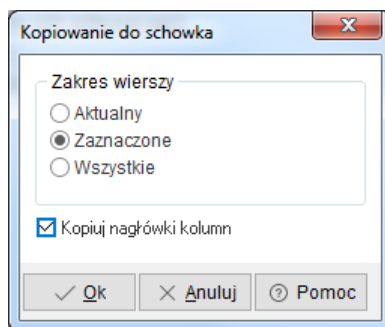 Kopiowanie do schowka
Zakres wierszy
Aktualny
Zaznaczone
Wszystkie
Kopiuj nagłówki kolumn
Ok Anuluj Pomoc